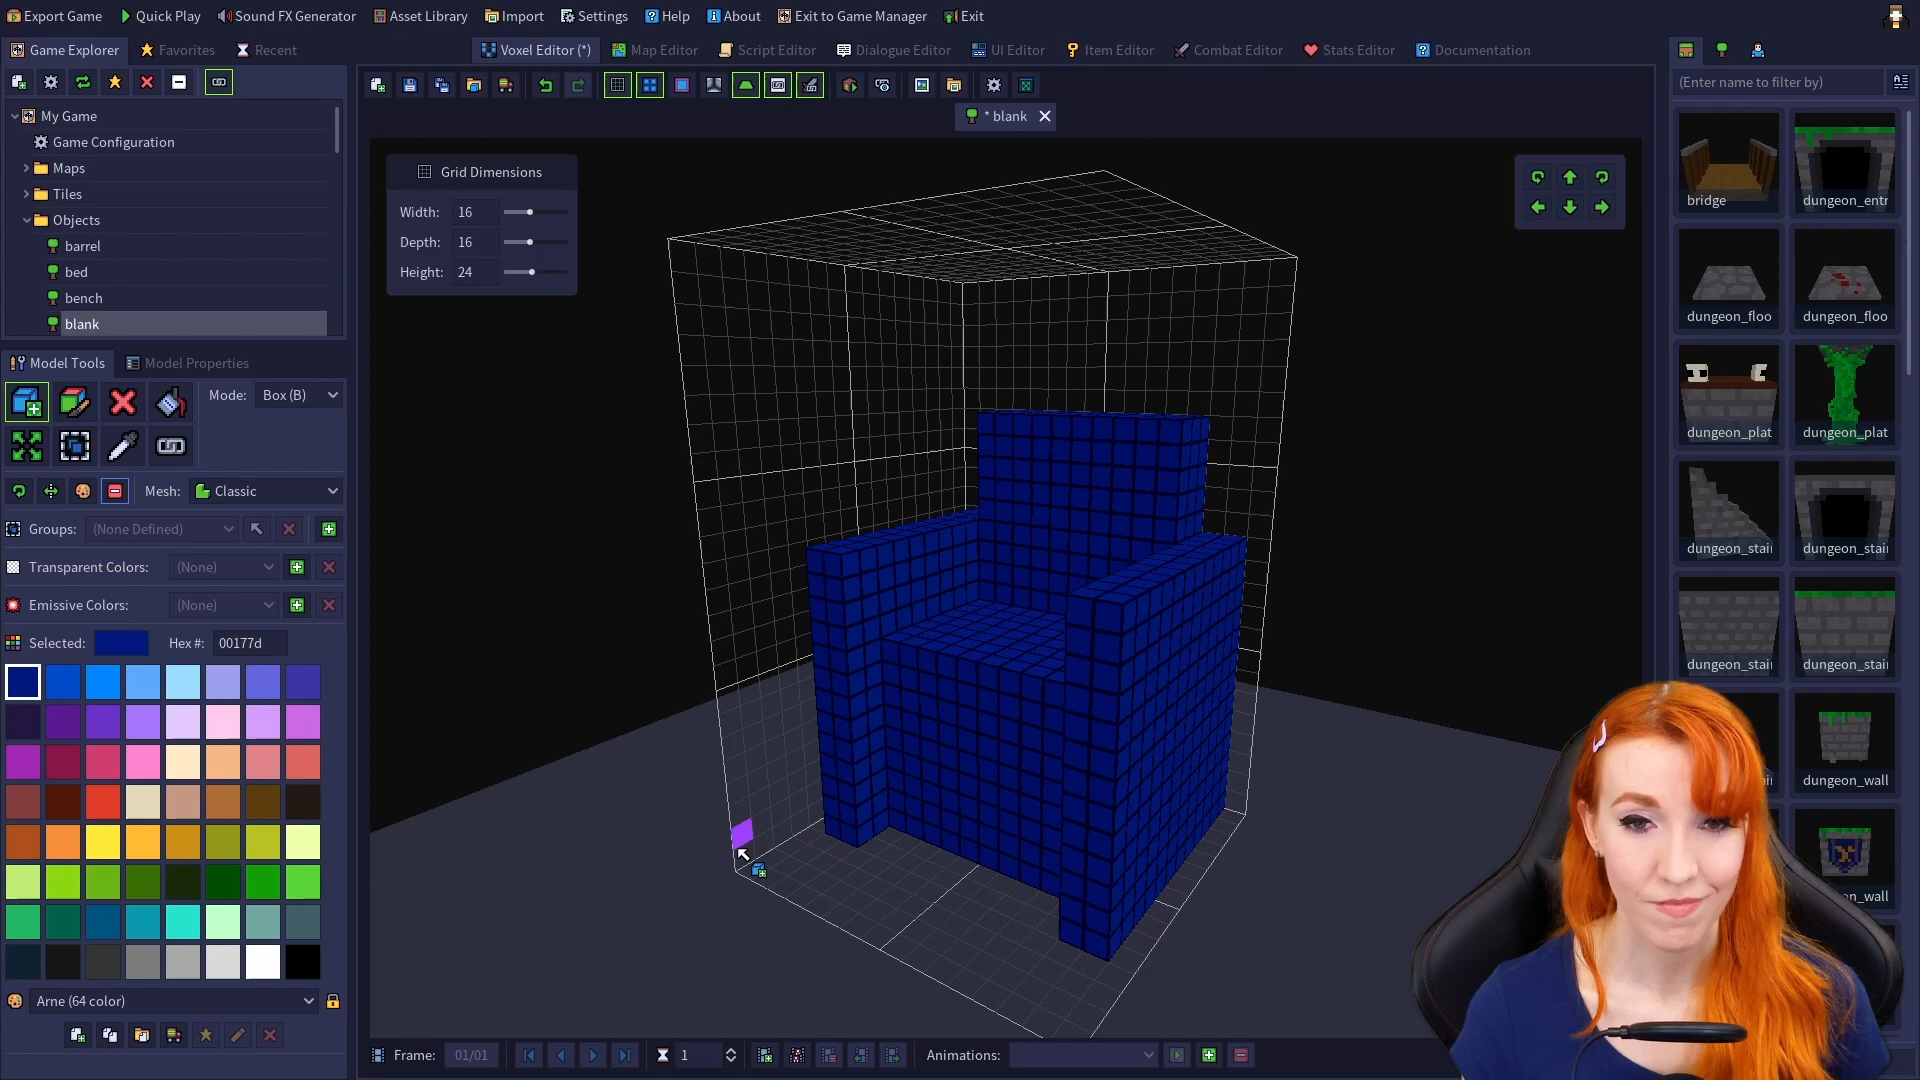 Export Game Quick Play Sound FX Generator Asset Library Import Settings Help About Exit to Game Manager Exit
Game Explorer Favorites Recent
Voxel Editor (*) Map Editor Script Editor Dialogue Editor UI Editor Item Editor Combat Editor Stats Editor Documentation
(Enter name to filter by)
* blank
My Game
Game Configuration
Maps
Tiles
Objects
barrel
bed
bench
blank
Grid Dimensions
Width: 16
Depth: 16
Height: 24
Model Tools Model Properties
Mode: Box (B)
Mesh: Classic
Groups: (None Defined)
Transparent Colors: (None)
Emissive Colors: (None)
Selected: Hex #: 00177d
Arne (64 color)
Frame: 01/01 1 Animations:
bridge dungeon_entr
dungeon_floo dungeon_floo
dungeon_plat dungeon_plat
dungeon_stai dungeon_stai
dungeon_stai dungeon_stai
dungeon_wall